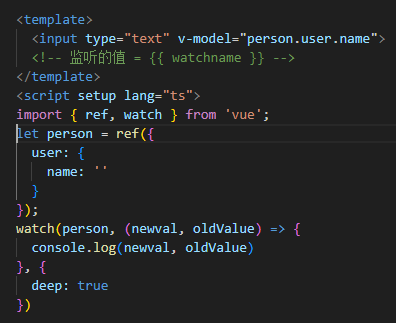 <template>
  <input type="text" v-model="person.user.name">
  <!-- 监听的值 = {{ watchname }} -->
</template>
<script setup lang="ts">
import { ref, watch } from 'vue';
let person = ref({
  user: {
    name: ''
  }
});
watch(person, (newval, oldValue) => {
  console.log(newval, oldValue)
}, {
  deep: true
})